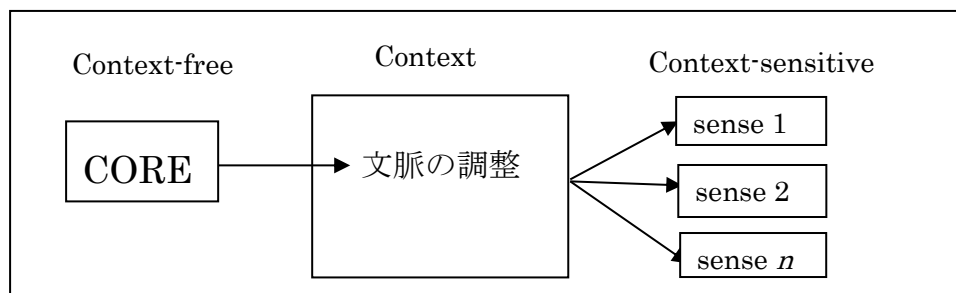 Context-free
Context
Context-sensitive
CORE
文脈の調整
sense 1
sense 2
sense n